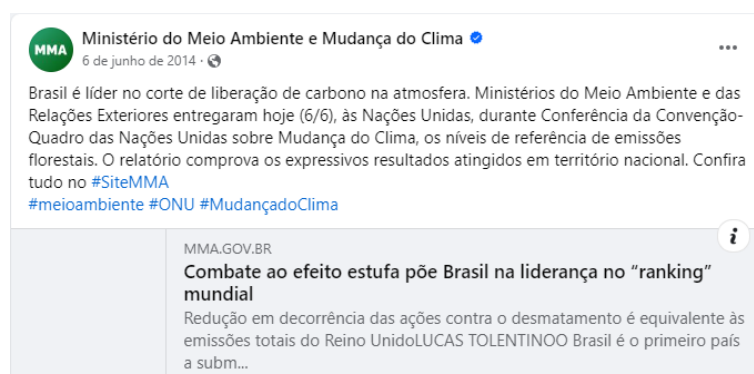 MMA
Ministério do Meio Ambiente e Mudança do Clima
6 de junho de 2014 ·
Brasil é líder no corte de liberação de carbono na atmosfera. Ministérios do Meio Ambiente e das
Relações Exteriores entregaram hoje (6/6), às Nações Unidas, durante Conferência da Convenção-
Quadro das Nações Unidas sobre Mudança do Clima, os níveis de referência de emissões
florestais. O relatório comprova os expressivos resultados atingidos em território nacional. Confira
tudo no #SiteMMA
#meioambiente #ONU #MudançadoClima
MMA.GOV.BR
Combate ao efeito estufa põe Brasil na liderança no “ranking”
mundial
Redução em decorrência das ações contra o desmatamento é equivalente às
emissões totais do Reino UnidoLUCAS TOLENTINOO Brasil é o primeiro país
a subm...